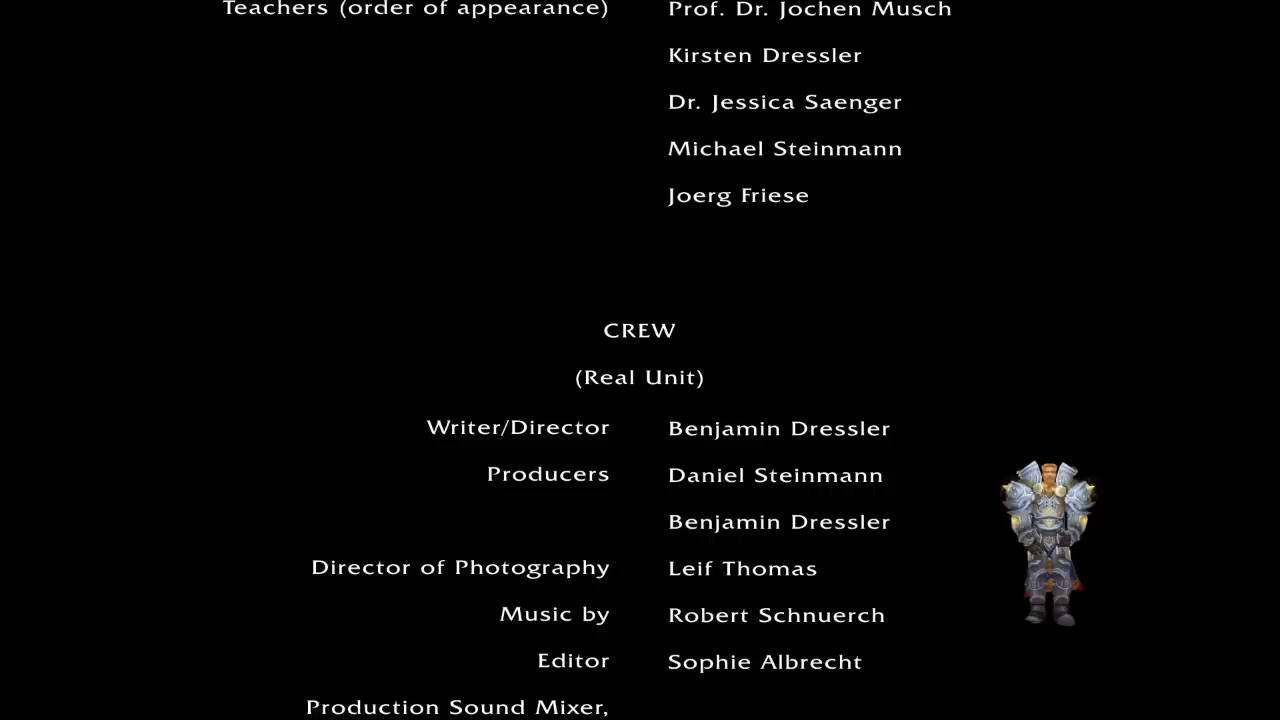 Teachers (order of appearance) Prof. Dr. Jochen Musch
Kirsten Dressler
Dr. Jessica Saenger
Michael Steinmann
Joerg Friese
CREW
(Real Unit)
Writer/Director Benjamin Dressler
Producers Daniel Steinmann
Benjamin Dressler
Director of Photography Leif Thomas
Music by Robert Schnuerch
Editor Sophie Albrecht
Production Sound Mixer,